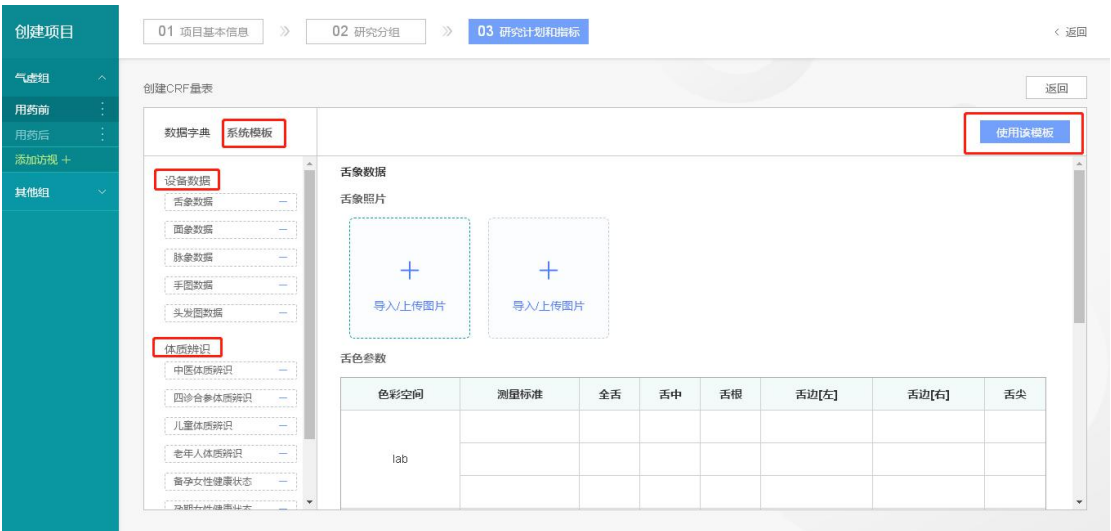 创建项目
01 项目基本信息
02 研究分组
03 研究计划和指标
< 返回
气虚组
用药前
用药后
添加访视 +
其他组
创建CRF量表
返回
数据字典 系统模板
使用该模板
设备数据
舌象数据
面象数据
脉象数据
手图数据
头发图数据
体质辨识
中医体质辨识
四诊合参体质辨识
儿童体质辨识
老年人体质辨识
备孕女性健康状态
孕期女性健康状态
舌象数据
舌象照片
导入/上传图片 导入/上传图片
舌色参数
色彩空间 测量标准 全舌 舌中 舌根 舌边[左] 舌边[右] 舌尖
lab